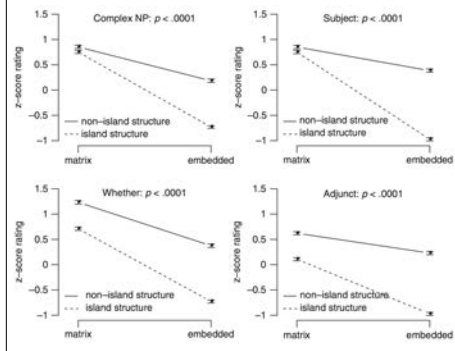 Complex NP: p < .0001
1.5
1
0.5
0
−0.5
−1
z−score rating
non−island structure
island structure
matrix
embedded
Subject: p < .0001
1.5
1
0.5
0
−0.5
−1
z−score rating
non−island structure
island structure
matrix
embedded
Whether: p < .0001
1.5
1
0.5
0
−0.5
−1
z−score rating
non−island structure
island structure
matrix
embedded
Adjunct: p < .0001
1.5
1
0.5
0
−0.5
−1
z−score rating
non−island structure
island structure
matrix
embedded